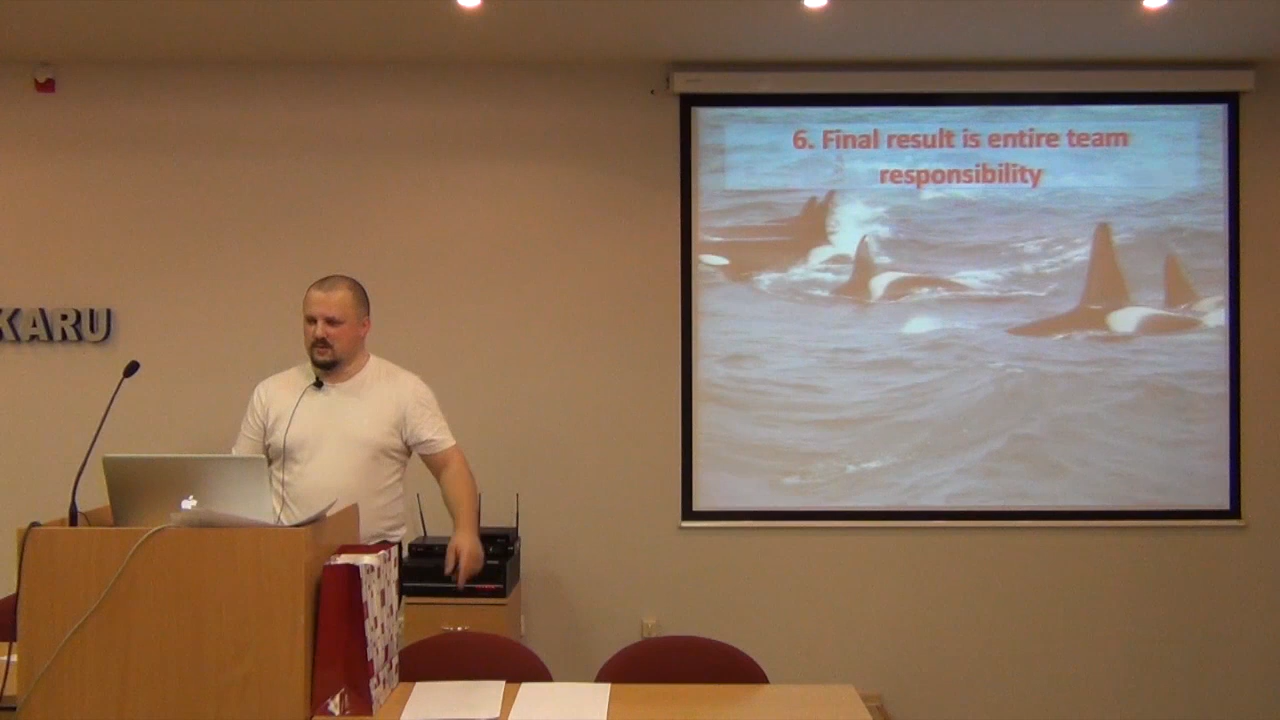 6. Final result is entire team
responsibility
KARU